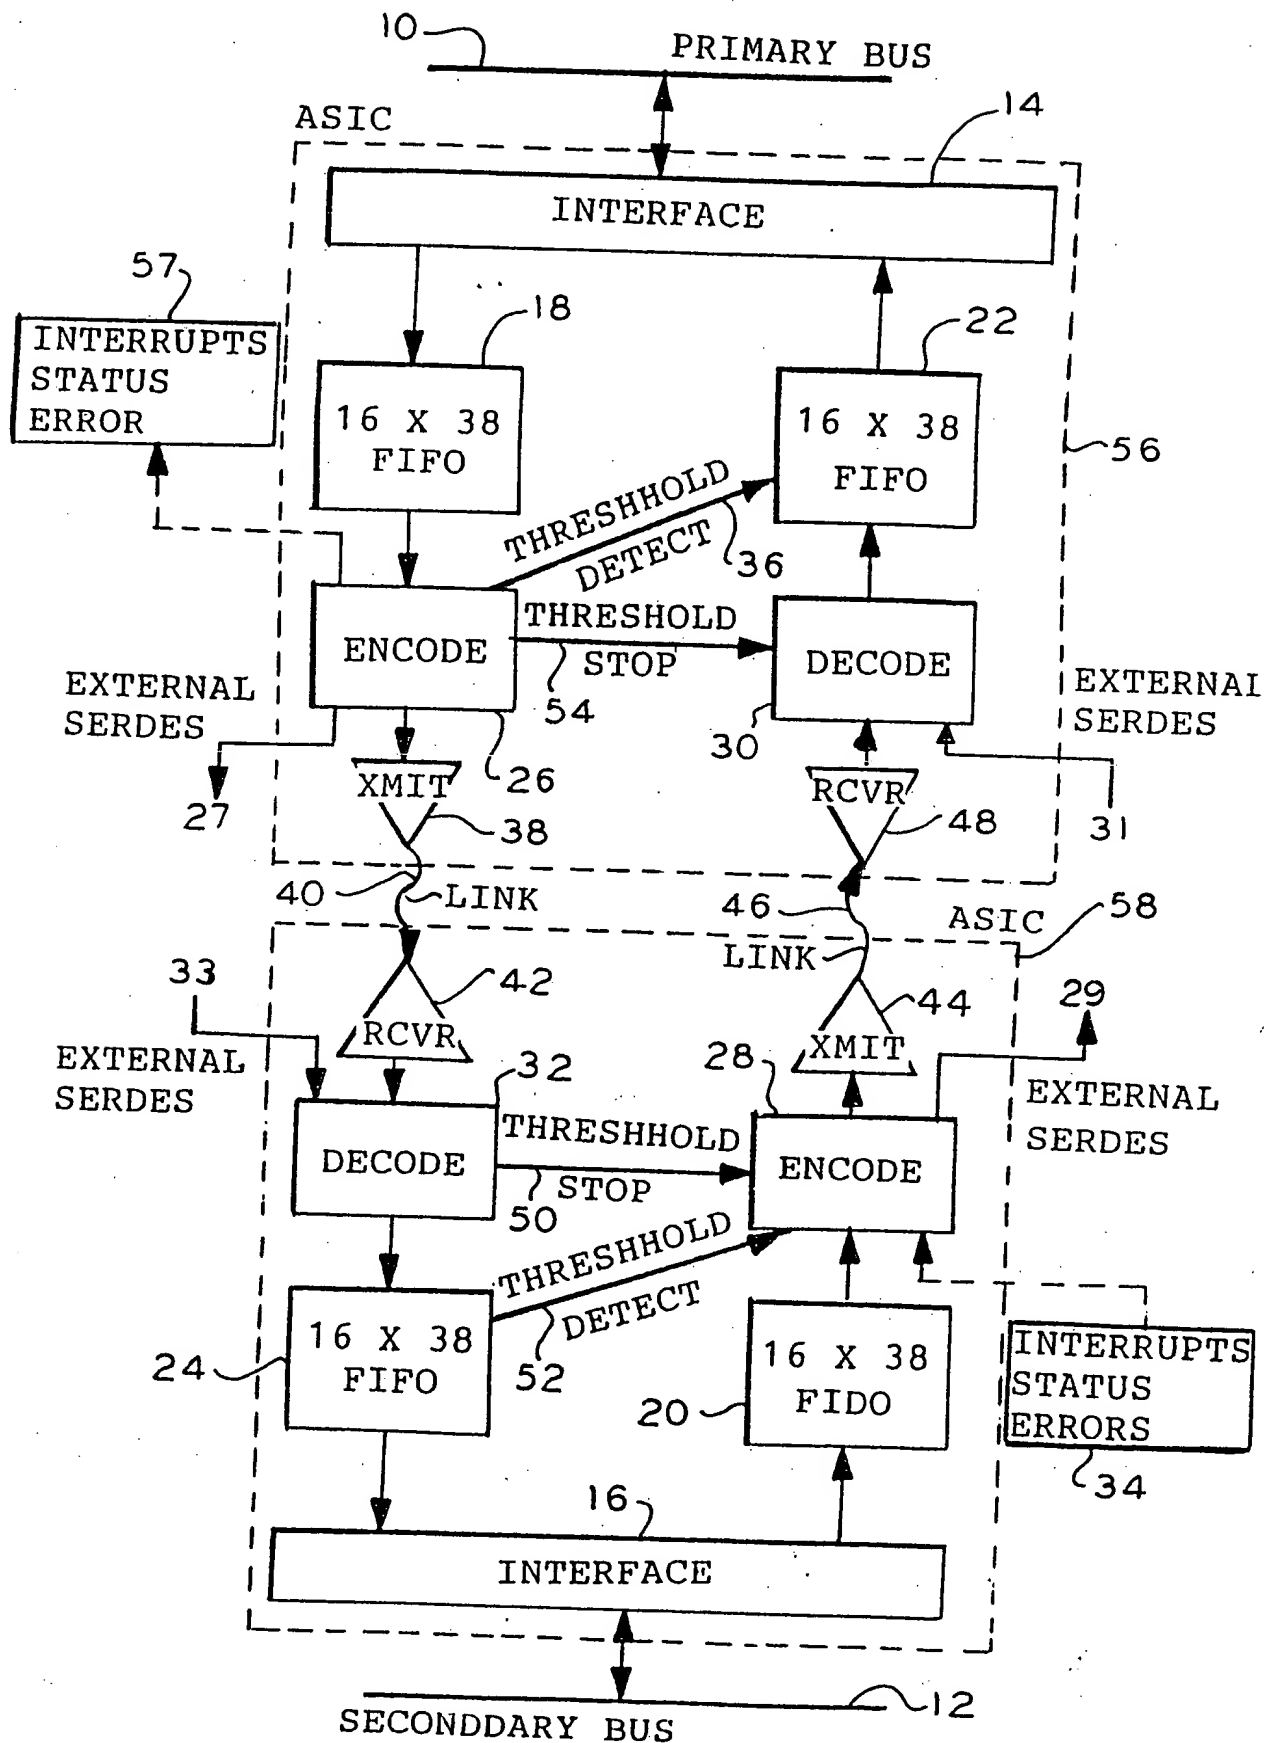 10
PRIMARY BUS
ASIC
14
INTERFACE
57
INTERRUPTS
STATUS
ERROR
18
22
16 X 38
FIFO
16 X 38
FIFO
56
THRESHHOLD
DETECT
36
ENCODE
THRESHOLD
STOP
54
DECODE
EXTERNAL
SERDES
EXTERNAL
SERDES
30
27
XMIT
26
38
RCVR
48
31
40
LINK
46
LINK
ASIC
58
33
42
RCVR
44
XMIT
29
EXTERNAL
SERDES
32
28
EXTERNAL
SERDES
DECODE
THRESHHOLD
STOP
50
ENCODE
THRESHHOLD
DETECT
52
24
16 X 38
FIFO
20
16 X 38
FIDO
INTERRUPTS
STATUS
ERRORS
34
16
INTERFACE
12
SECONDDARY BUS